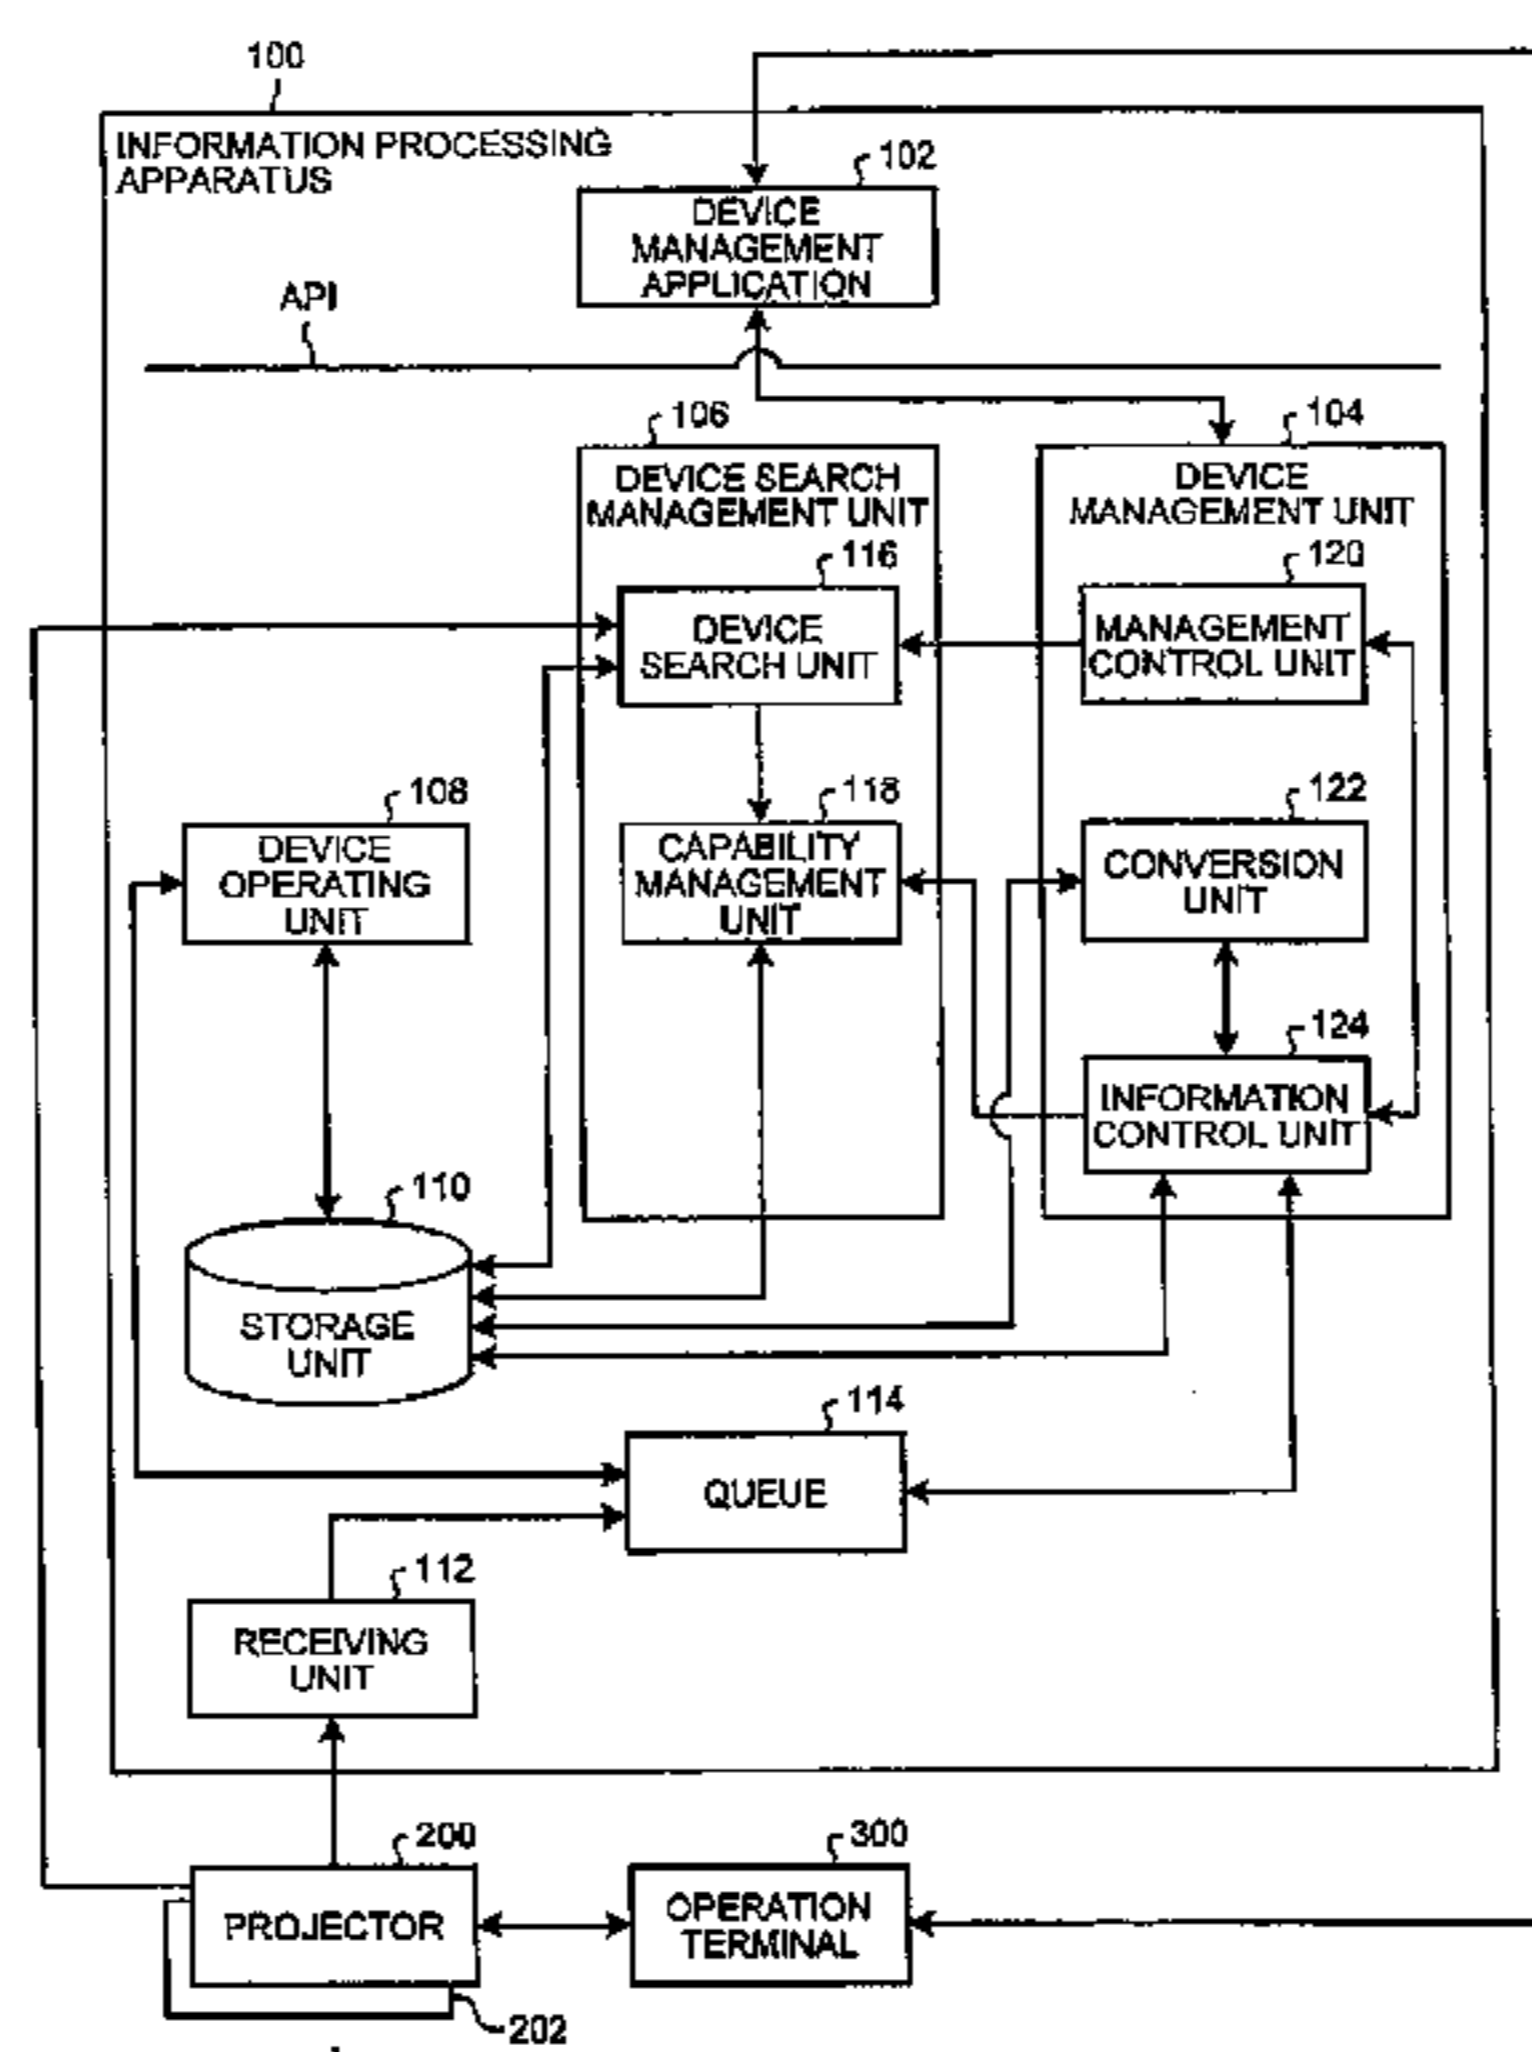 100
INFORMATION PROCESSING
APPARATUS
102
DEVICE
MANAGEMENT
APPLICATION
API
106
DEVICE SEARCH
MANAGEMENT UNIT
104
DEVICE
MANAGEMENT UNIT
116
DEVICE
SEARCH UNIT
120
MANAGEMENT
CONTROL UNIT
108
DEVICE
OPERATING
UNIT
118
CAPABILITY
MANAGEMENT
UNIT
122
CONVERSION
UNIT
124
INFORMATION
CONTROL UNIT
110
STORAGE
UNIT
114
QUEUE
112
RECEIVING
UNIT
200
PROJECTOR
300
OPERATION
TERMINAL
202